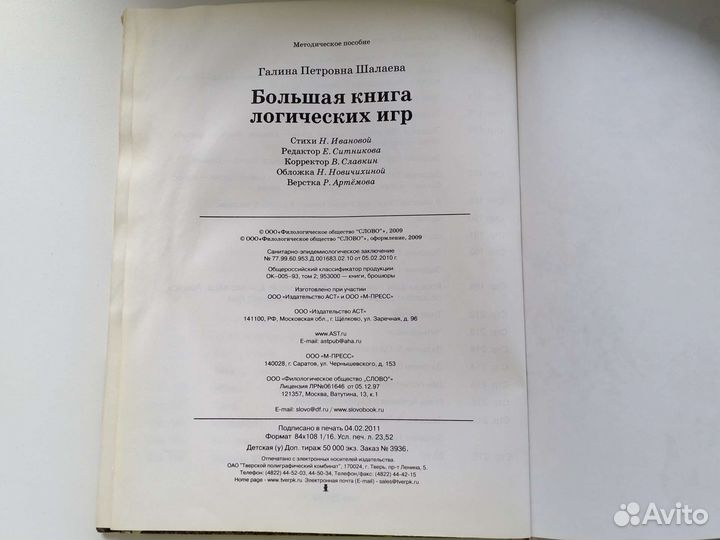 Методическое пособие
Галина Петровна Шалаева
Большая книга
логических игр
Стихи Н. Ивановой
Редактор Е. Ситникова
Корректор В. Славкин
Обложка Н. Новичихиной
Верстка Р. Артёмова
© ООО«Филологическое общество "СЛОВО"», 2009
© ООО«Филологическое общество "СЛОВО"», оформление, 2009
Санитарно-эпидемиологическое заключение
№ 77.99.60.953.Д.001683.02.10 от 05.02.2010 г.
Общероссийский классификатор продукции
ОК–005–93, том 2; 953000 — книги, брошюры
Изготовлено при участии
ООО «Издательство АСТ» и ООО «М-ПРЕСС»
ООО «Издательство АСТ»
141100, РФ, Московская обл., г. Щёлково, ул. Заречная, д. 96
www.AST.ru
E-mail: astpub@aha.ru
ООО «М-ПРЕСС»
140028, г. Саратов, ул. Чернышевского, д. 153
ООО «Филологическое общество „СЛОВО"»
Лицензия ЛР№061646 от 05.12.97
121357, Москва, Ватутина, 13, к.1
E-mail: slovo@df.ru / www.slovobook.ru
Подписано в печать 04.02.2011
Формат 84x108 1/16. Усл. печ. л. 23,52
Детская (у) Доп. тираж 50 000 экз. Заказ № 3936.
Отпечатано с электронных носителей издательства.
ОАО "Тверской полиграфический комбинат", 170024, г. Тверь, пр-т Ленина, 5.
Телефон: (4822) 44-52-03, 44-50-34, Телефон/факс: (4822) 44-42-15
Home page - www.tverpk.ru Электронная почта (E-mail) - sales@tverpk.ru
Avito